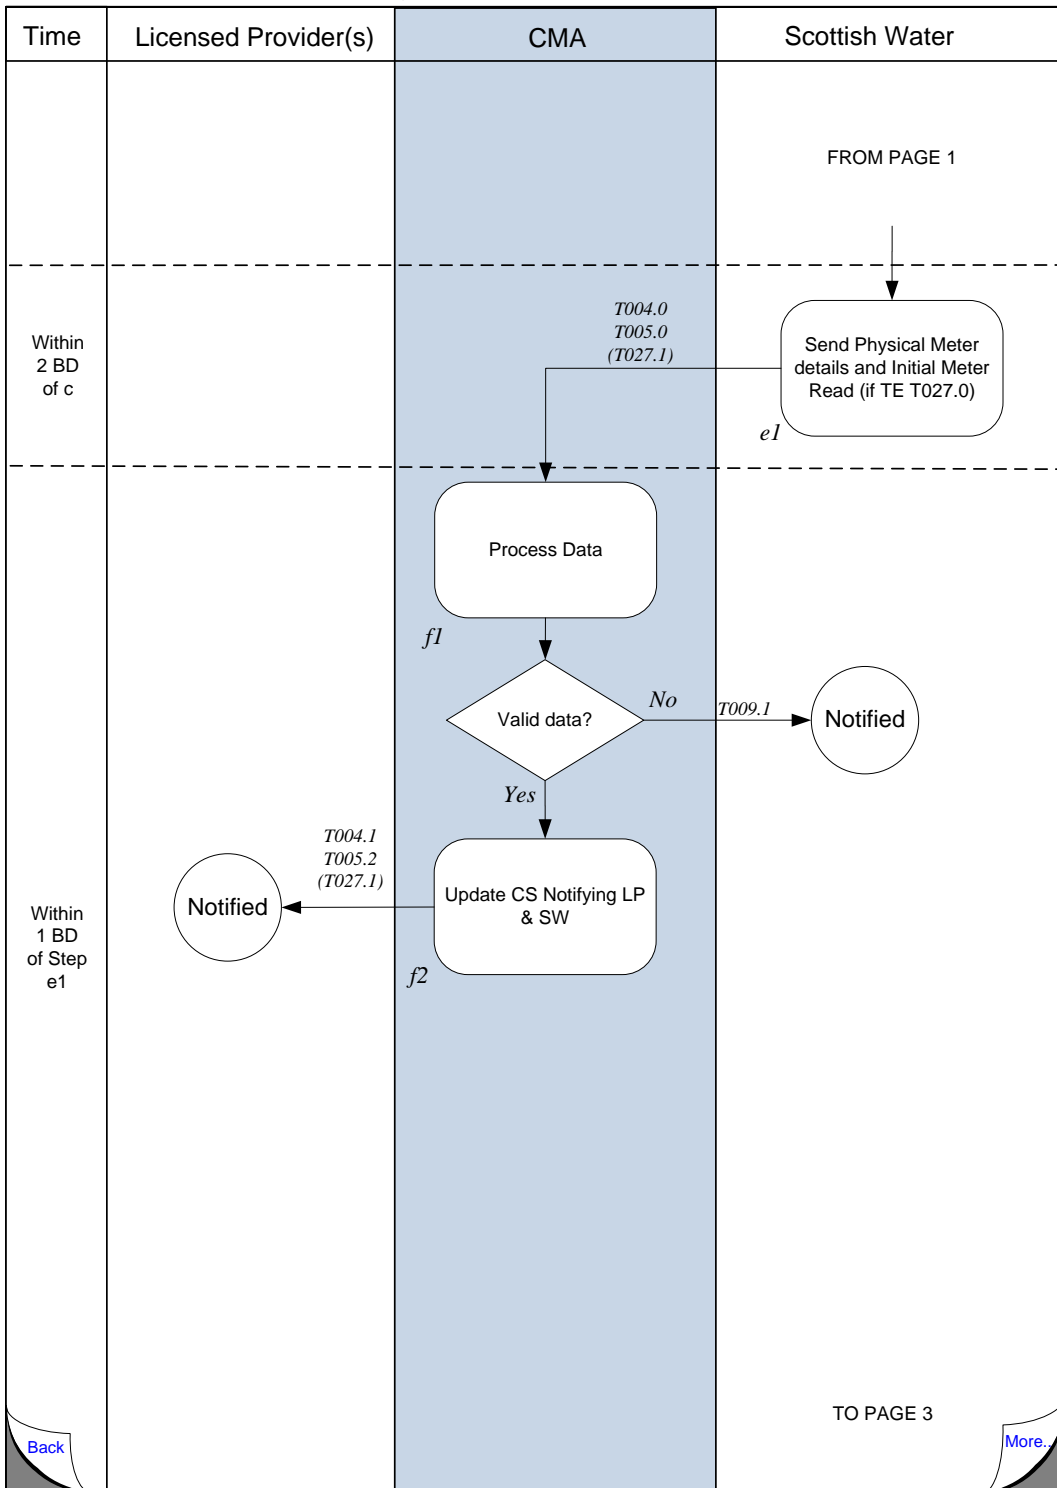 Time
Licensed Provider(s)
CMA
Scottish Water
FROM PAGE 1
Within
2 BD
of c
T004.0
T005.0
(T027.1)
Send Physical Meter
details and Initial Meter
Read (if TE T027.0)
e1
Process Data
f1
Valid data?
No
T009.1
Notified
Yes
T004.1
T005.2
(T027.1)
Notified
Update CS Notifying LP
& SW
f2
Within
1 BD
of Step
e1
TO PAGE 3
Back
More..